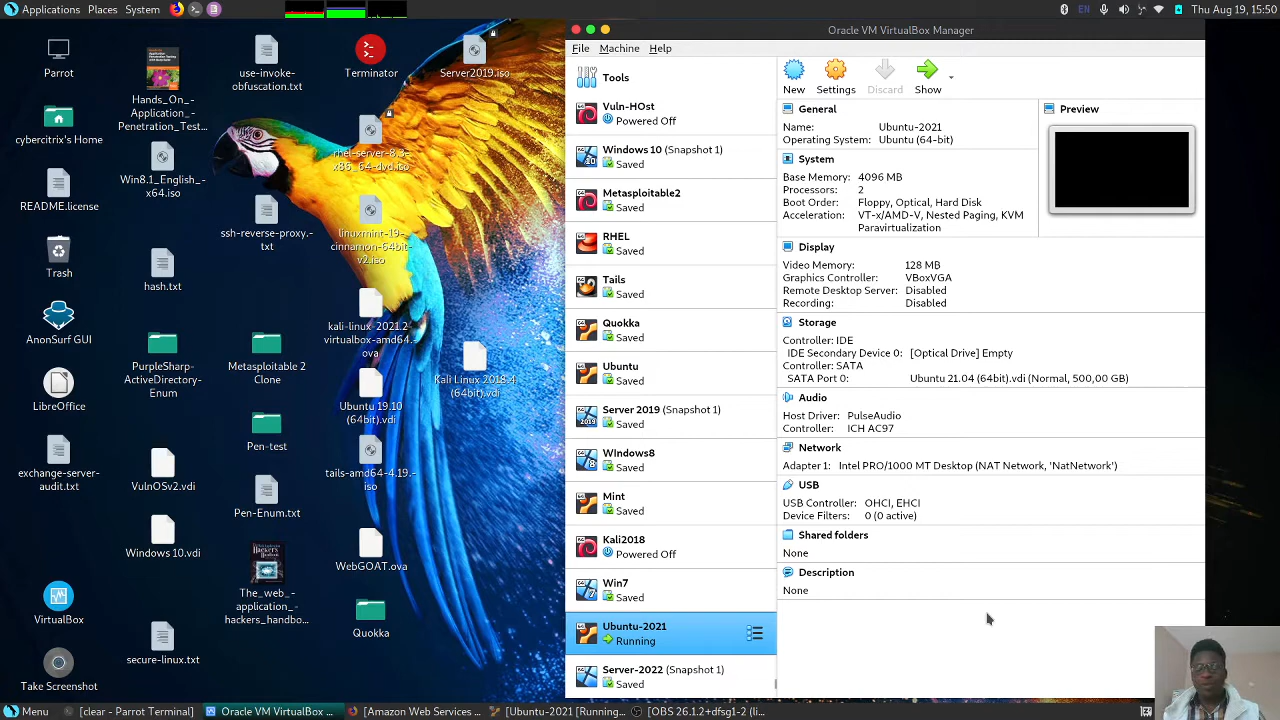 Applications Places System
EN
Thu Aug 19, 15:50
Parrot
cybercitrix's Home
README.license
Trash
AnonSurf GUI
LibreOffice
exchange-server-
audit.txt
VirtualBox
Take Screenshot
Hands_On_
Application_-
Penetration_Test...
Win8.1_English_-
x64.iso
hash.txt
PurpleSharp-
ActiveDirectory-
Enum
VulnOSv2.vdi
Windows 10.vdi
secure-linux.txt
use-invoke-
obfuscation.txt
ssh-reverse-proxy.-
txt
Metasploitable 2
Clone
Pen-test
Pen-Enum.txt
The_web_-
application_-
hackers_handbo...
Terminator
rhel-server-8.3-
x86_64-dvd.iso
linuxmint-19-
cinnamon-64bit-
v2.iso
kali-linux-2021.2-
virtualbox-amd64.-
ova
Ubuntu 19.10
(64bit).vdi
tails-amd64-4.19.-
iso
WebGOAT.ova
Quokka
Server2019.iso
Kali Linux 2018.4
(64bit).vdi
Oracle VM VirtualBox Manager
File Machine Help
Tools
Vuln-HOst
Powered Off
Windows 10 (Snapshot 1)
Saved
Metasploitable2
Saved
RHEL
Saved
Tails
Saved
Quokka
Saved
Ubuntu
Saved
Server 2019 (Snapshot 1)
Saved
WIndows8
Saved
Mint
Saved
Kali2018
Powered Off
Win7
Saved
Ubuntu-2021
Running
Server-2022 (Snapshot 1)
Saved
New Settings Discard Show
General
Name: Ubuntu-2021
Operating System: Ubuntu (64-bit)
System
Base Memory: 4096 MB
Processors: 2
Boot Order: Floppy, Optical, Hard Disk
Acceleration: VT-x/AMD-V, Nested Paging, KVM
Paravirtualization
Preview
Display
Video Memory: 128 MB
Graphics Controller: VBoxVGA
Remote Desktop Server: Disabled
Recording: Disabled
Storage
Controller: IDE
IDE Secondary Device 0: [Optical Drive] Empty
Controller: SATA
SATA Port 0: Ubuntu 21.04 (64bit).vdi (Normal, 500,00 GB)
Audio
Host Driver: PulseAudio
Controller: ICH AC97
Network
Adapter 1: Intel PRO/1000 MT Desktop (NAT Network, 'NatNetwork')
USB
USB Controller: OHCI, EHCI
Device Filters: 0 (0 active)
Shared folders
None
Description
None
Menu
[clear - Parrot Terminal]
Oracle VM VirtualBox ...
[Amazon Web Services ...
[Ubuntu-2021 [Running...
[OBS 26.1.2+dfsg1-2 (li...